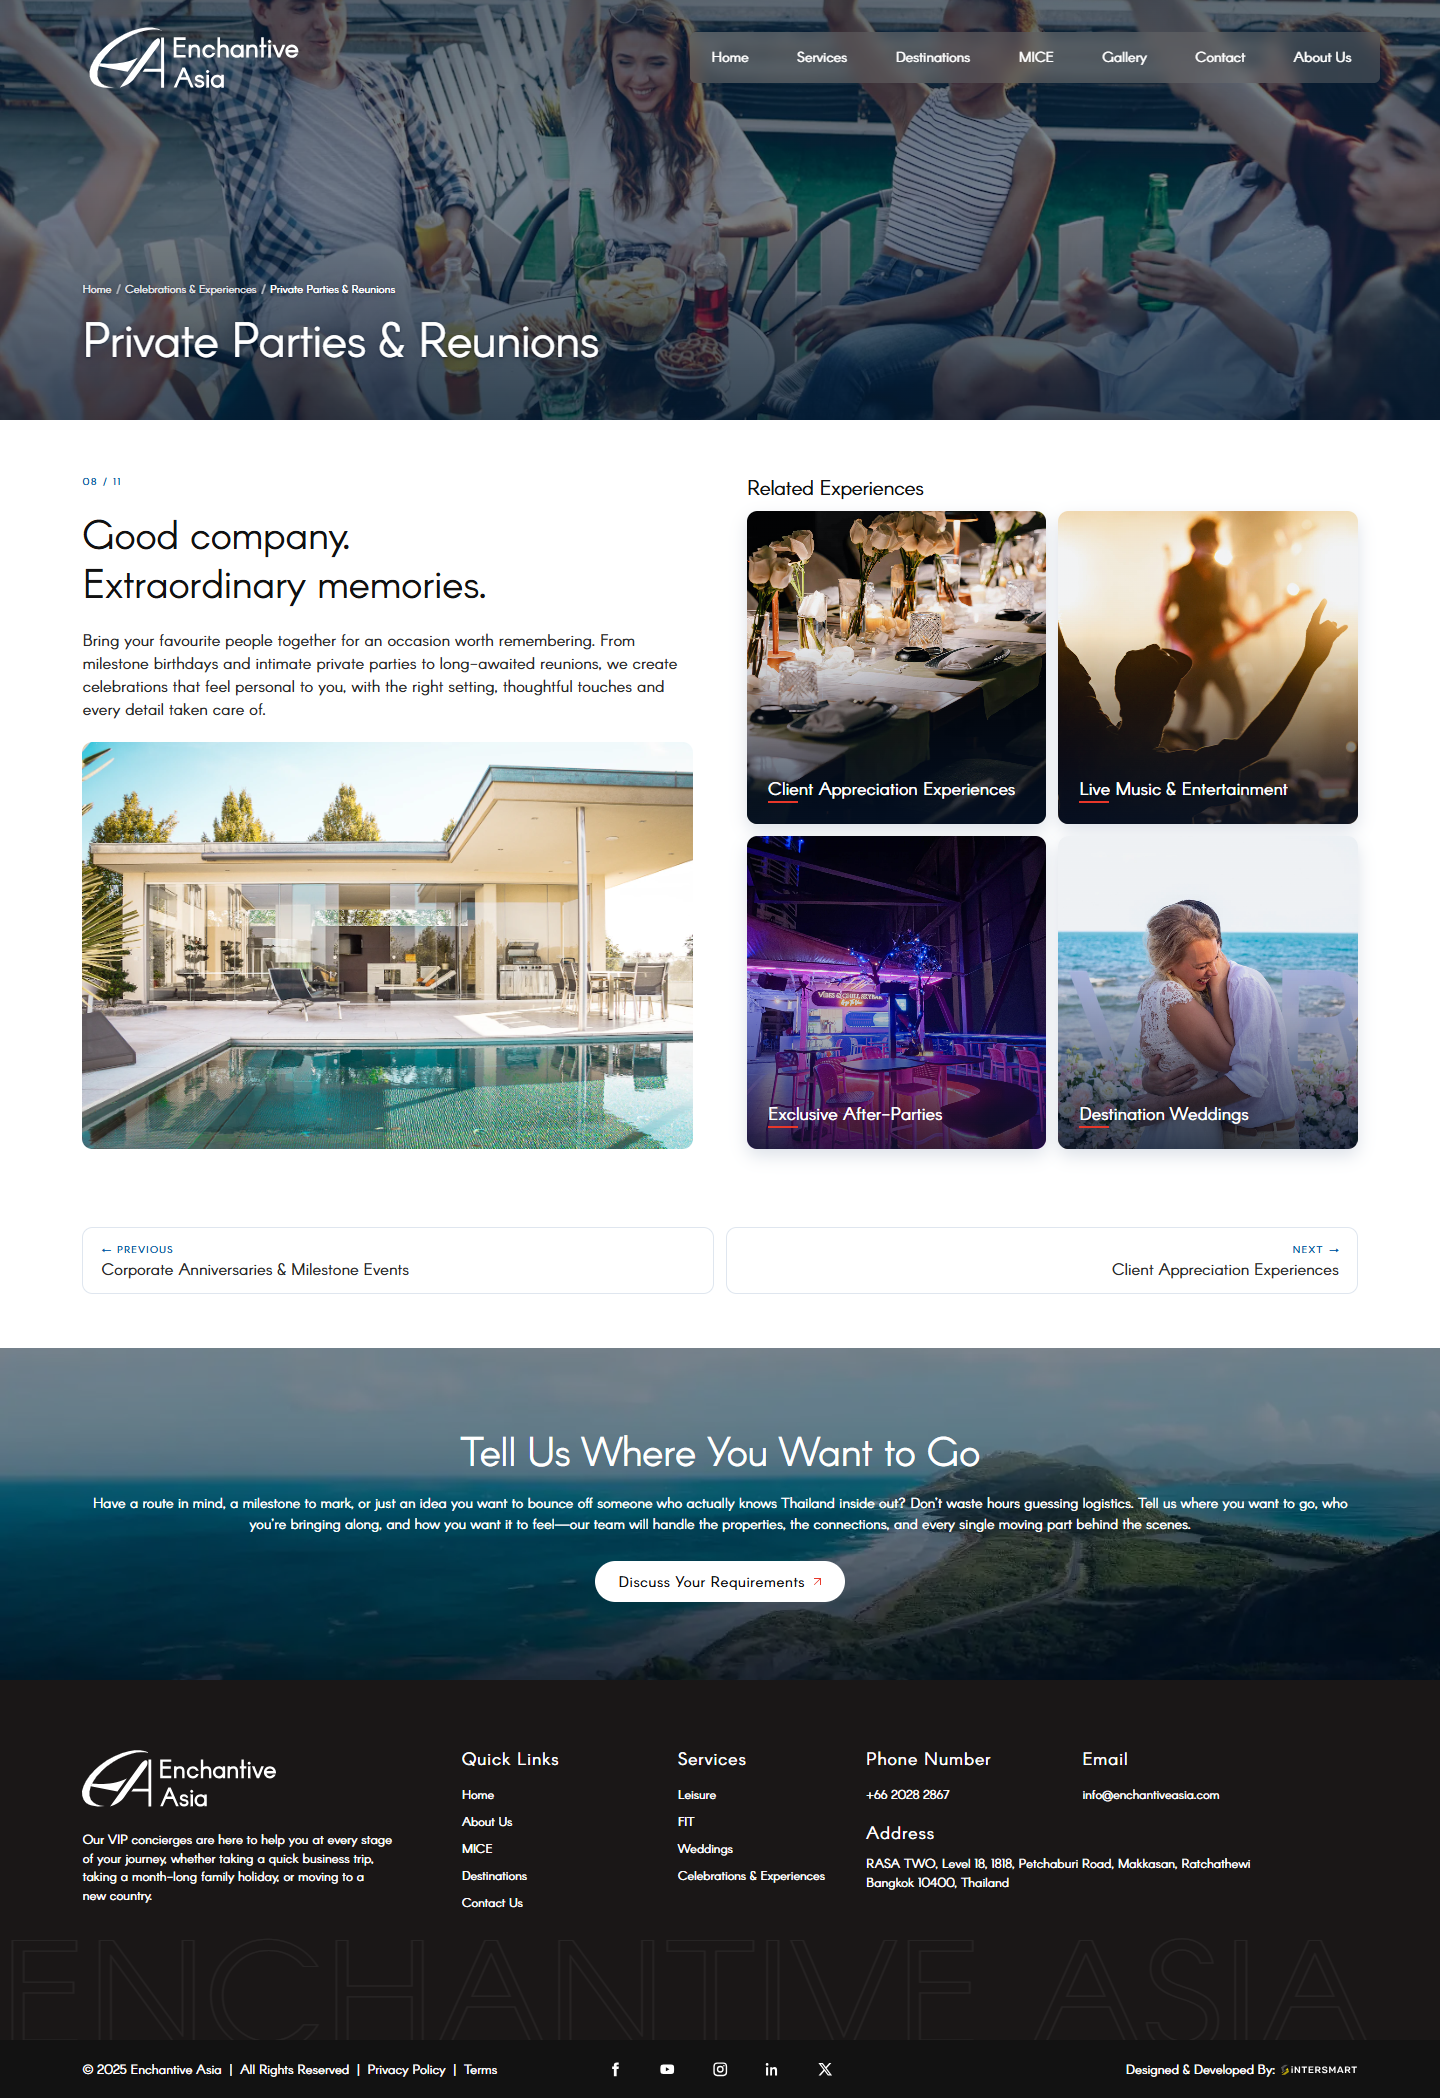 Enchantive
Asia
Home Services Destinations MICE Gallery Contact About Us
Home / Celebrations & Experiences / Private Parties & Reunions
Private Parties & Reunions
08 / 11
Good company.
Extraordinary memories.
Bring your favourite people together for an occasion worth remembering. From
milestone birthdays and intimate private parties to long-awaited reunions, we create
celebrations that feel personal to you, with the right setting, thoughtful touches and
every detail taken care of.
Related Experiences
Client Appreciation Experiences
Live Music & Entertainment
Exclusive After-Parties
Destination Weddings
← PREVIOUS
Corporate Anniversaries & Milestone Events
NEXT →
Client Appreciation Experiences
Tell Us Where You Want to Go
Have a route in mind, a milestone to mark, or just an idea you want to bounce off someone who actually knows Thailand inside out? Don't waste hours guessing logistics. Tell us where you want to go, who
you're bringing along, and how you want it to feel—our team will handle the properties, the connections, and every single moving part behind the scenes.
Discuss Your Requirements
Enchantive
Asia
Our VIP concierges are here to help you at every stage
of your journey, whether taking a quick business trip,
taking a month-long family holiday, or moving to a
new country.
Quick Links
Home
About Us
MICE
Destinations
Contact Us
Services
Leisure
FIT
Weddings
Celebrations & Experiences
Phone Number
+66 2028 2867
Email
info@enchantiveasia.com
Address
RASA TWO, Level 18, 1818, Petchaburi Road, Makkasan, Ratchathewi
Bangkok 10400, Thailand
ENCHANTIVE ASIA
© 2025 Enchantive Asia | All Rights Reserved | Privacy Policy | Terms
Designed & Developed By: INTERSMART